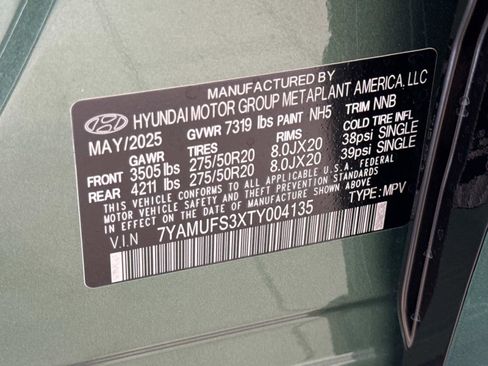 MANUFACTURED BY
HYUNDAI MOTOR GROUP METAPLANT AMERICA, LLC
MAY/2025 GVWR 7319 lbs PAINT NH5 TRIM NNB
GAWR TIRES RIMS COLD TIRE INFL
FRONT 3505 lbs 275/50R20 8.0JX20 38psi SINGLE
REAR 4211 lbs 275/50R20 8.0JX20 39psi SINGLE
THIS VEHICLE CONFORMS TO ALL APPLICABLE U.S.A. FEDERAL
MOTOR VEHICLE SAFETY STANDARDS IN EFFECT ON THE DATE OF
MANUFACTURE SHOWN ABOVE.
V.I.N 7YAMUFS3XTY004135 TYPE: MPV